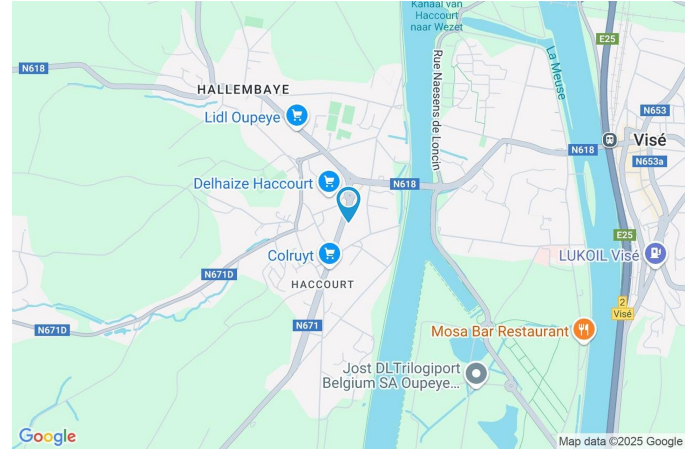 Kanaal van
Haccourt
naar Wezet
E25
N618
La Meuse
HALLEMBAYE
Rue Naesens de Loncin
N653
Lidl Oupeye
Visé
N618
N653a
Delhaize Haccourt
N618
E25
Colruyt
LUKOIL Visé
N671D
HACCOURT
2
Visé
N671
N671D
Mosa Bar Restaurant
Jost DLTrilogiport
Belgium SA Oupeye...
Google
Map data ©2025 Google